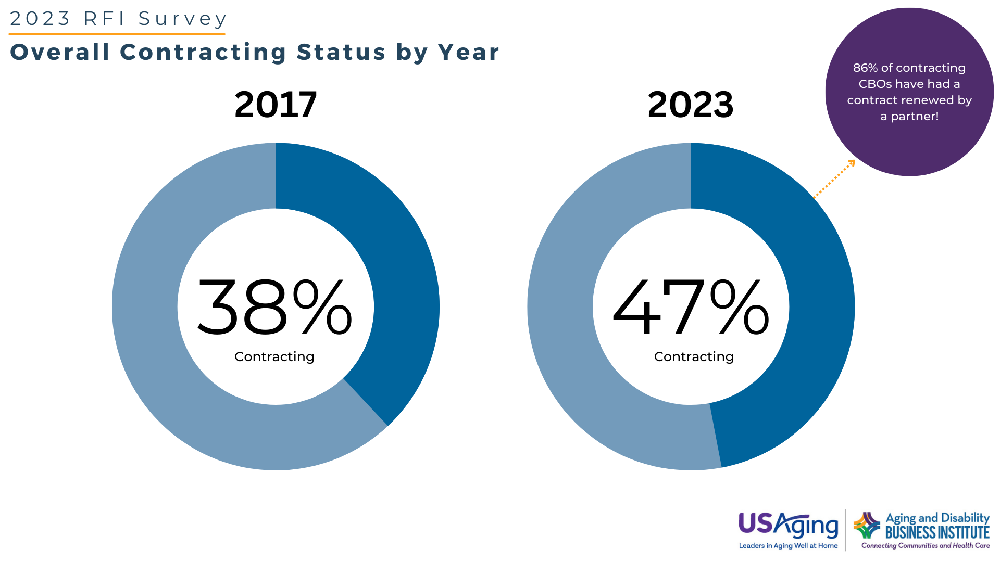 2023 RFI Survey
Overall Contracting Status by Year
86% of contracting
CBOs have had a
contract renewed by
a partner!
2017
2023
38%
Contracting
47%
Contracting
USAging
Leaders in Aging Well at Home
Aging and Disability
BUSINESS INSTITUTE
Connecting Communities and Health Care